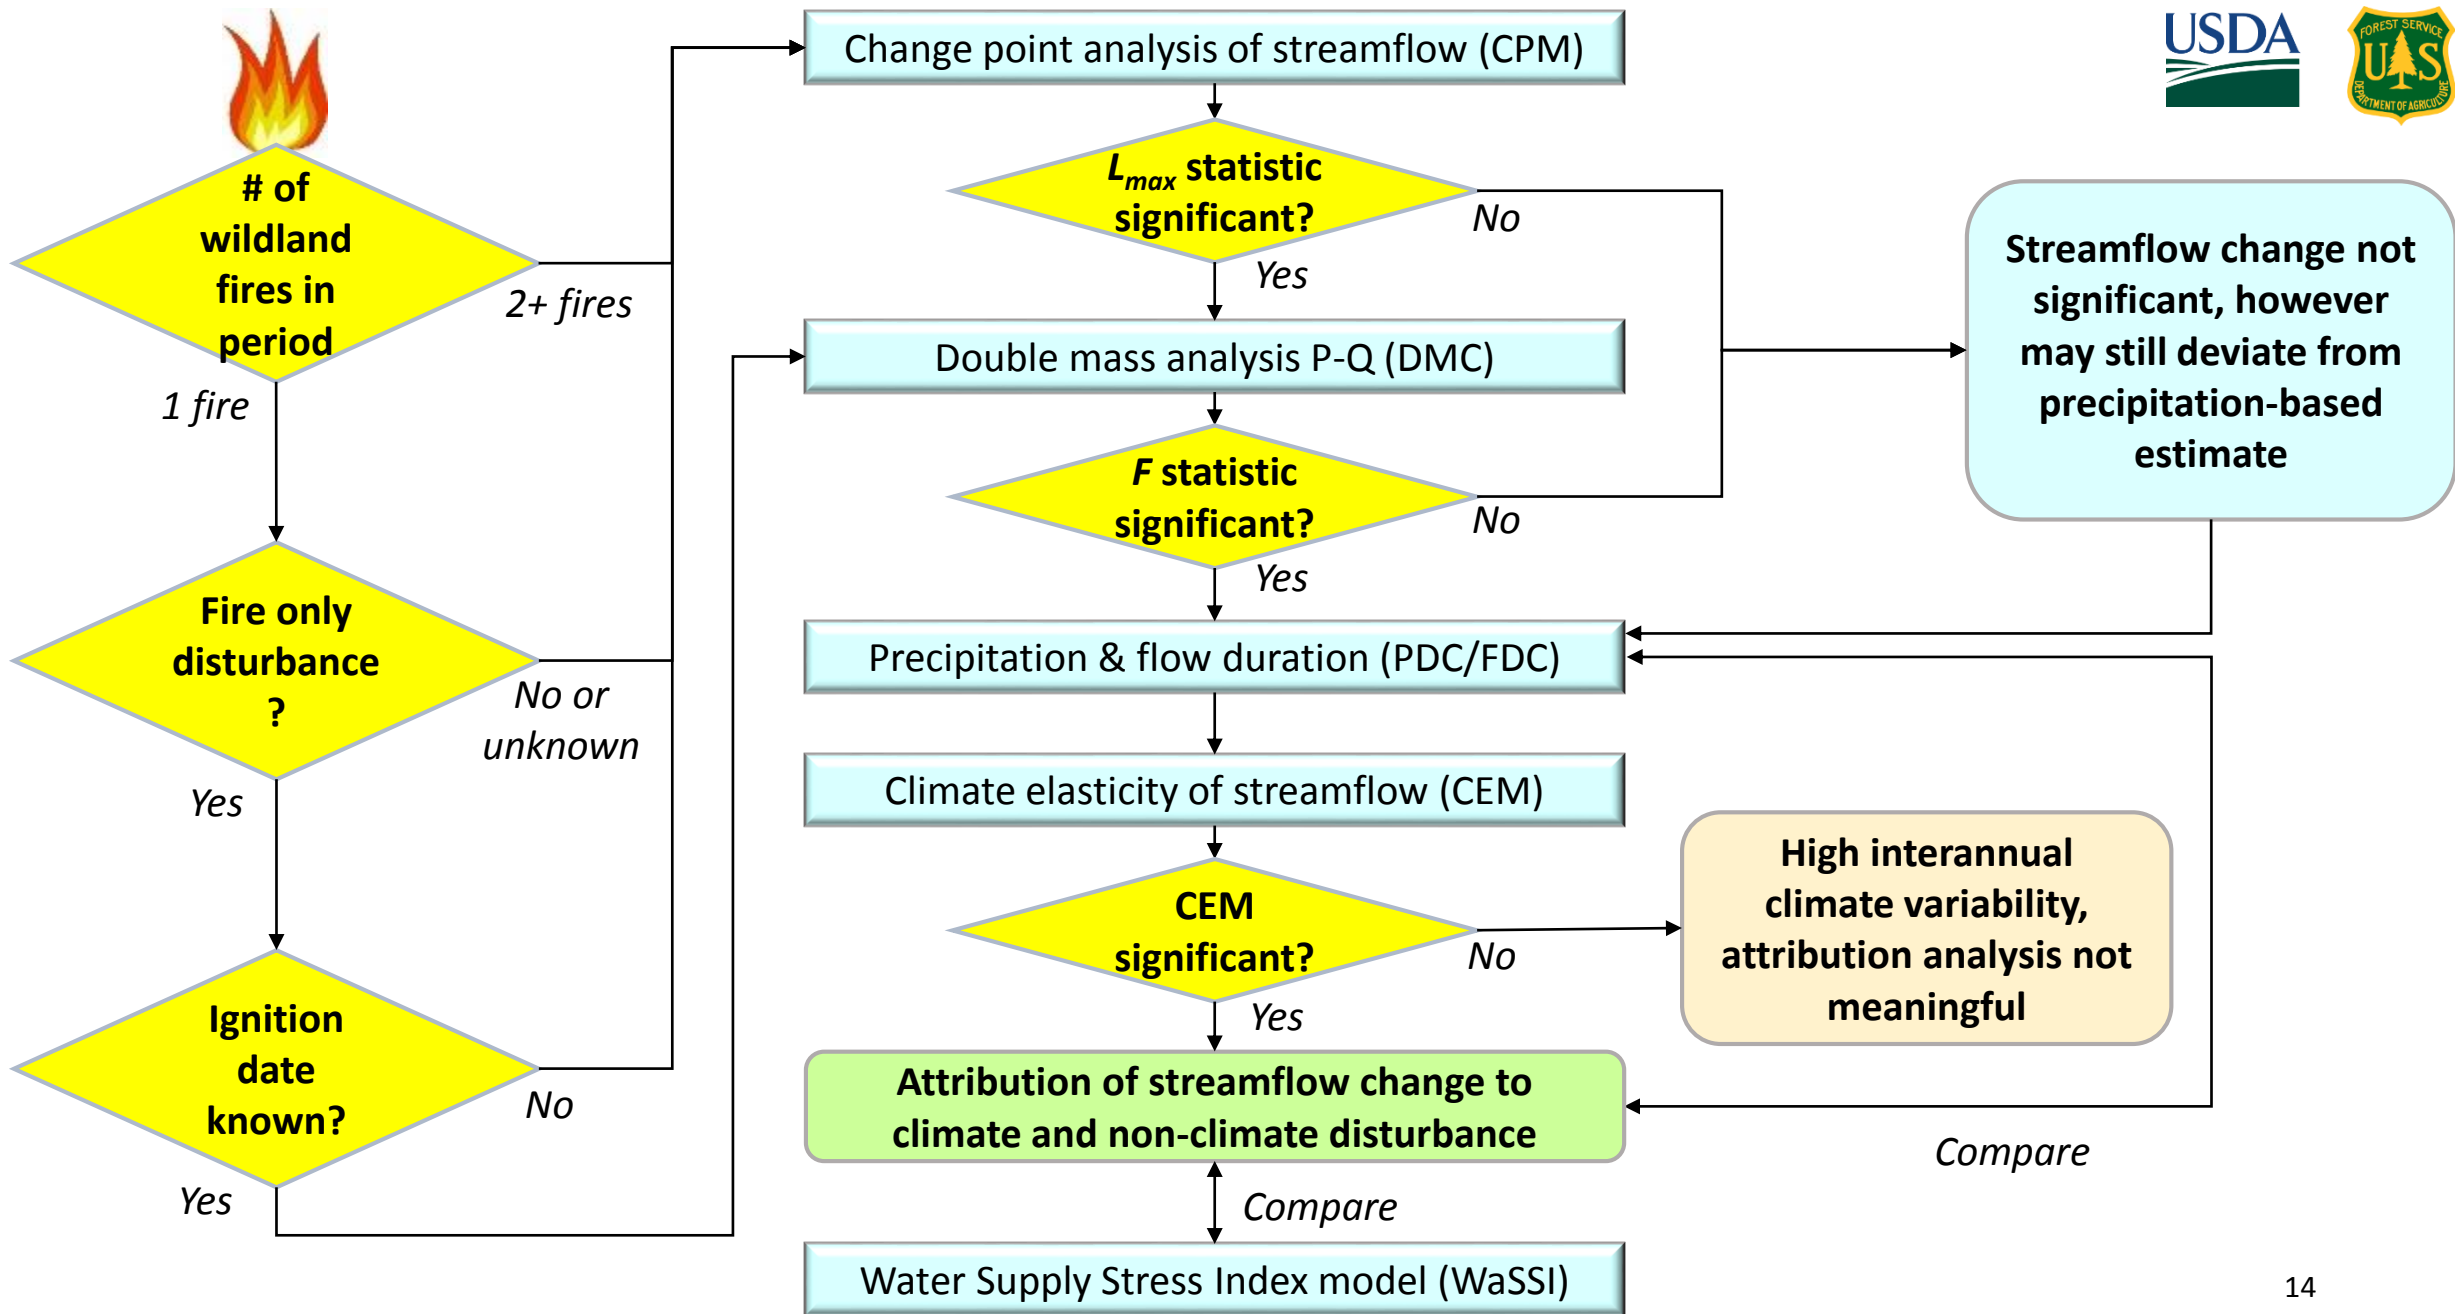 Change point analysis of streamflow (CPM)
USDA
FOREST SERVICE
U S
DEPARTMENT OF AGRICULTURE
# of
wildland
fires in
period
2+ fires
1 fire
Lmax statistic
significant?
No
Yes
Streamflow change not
significant, however
may still deviate from
precipitation-based
estimate
Double mass analysis P-Q (DMC)
F statistic
significant?
No
Yes
Fire only
disturbance
?
No or
unknown
Yes
Precipitation & flow duration (PDC/FDC)
Climate elasticity of streamflow (CEM)
CEM
significant?
No
Yes
High interannual
climate variability,
attribution analysis not
meaningful
Ignition
date
known?
No
Yes
Attribution of streamflow change to
climate and non-climate disturbance
Compare
Compare
Water Supply Stress Index model (WaSSI)
14